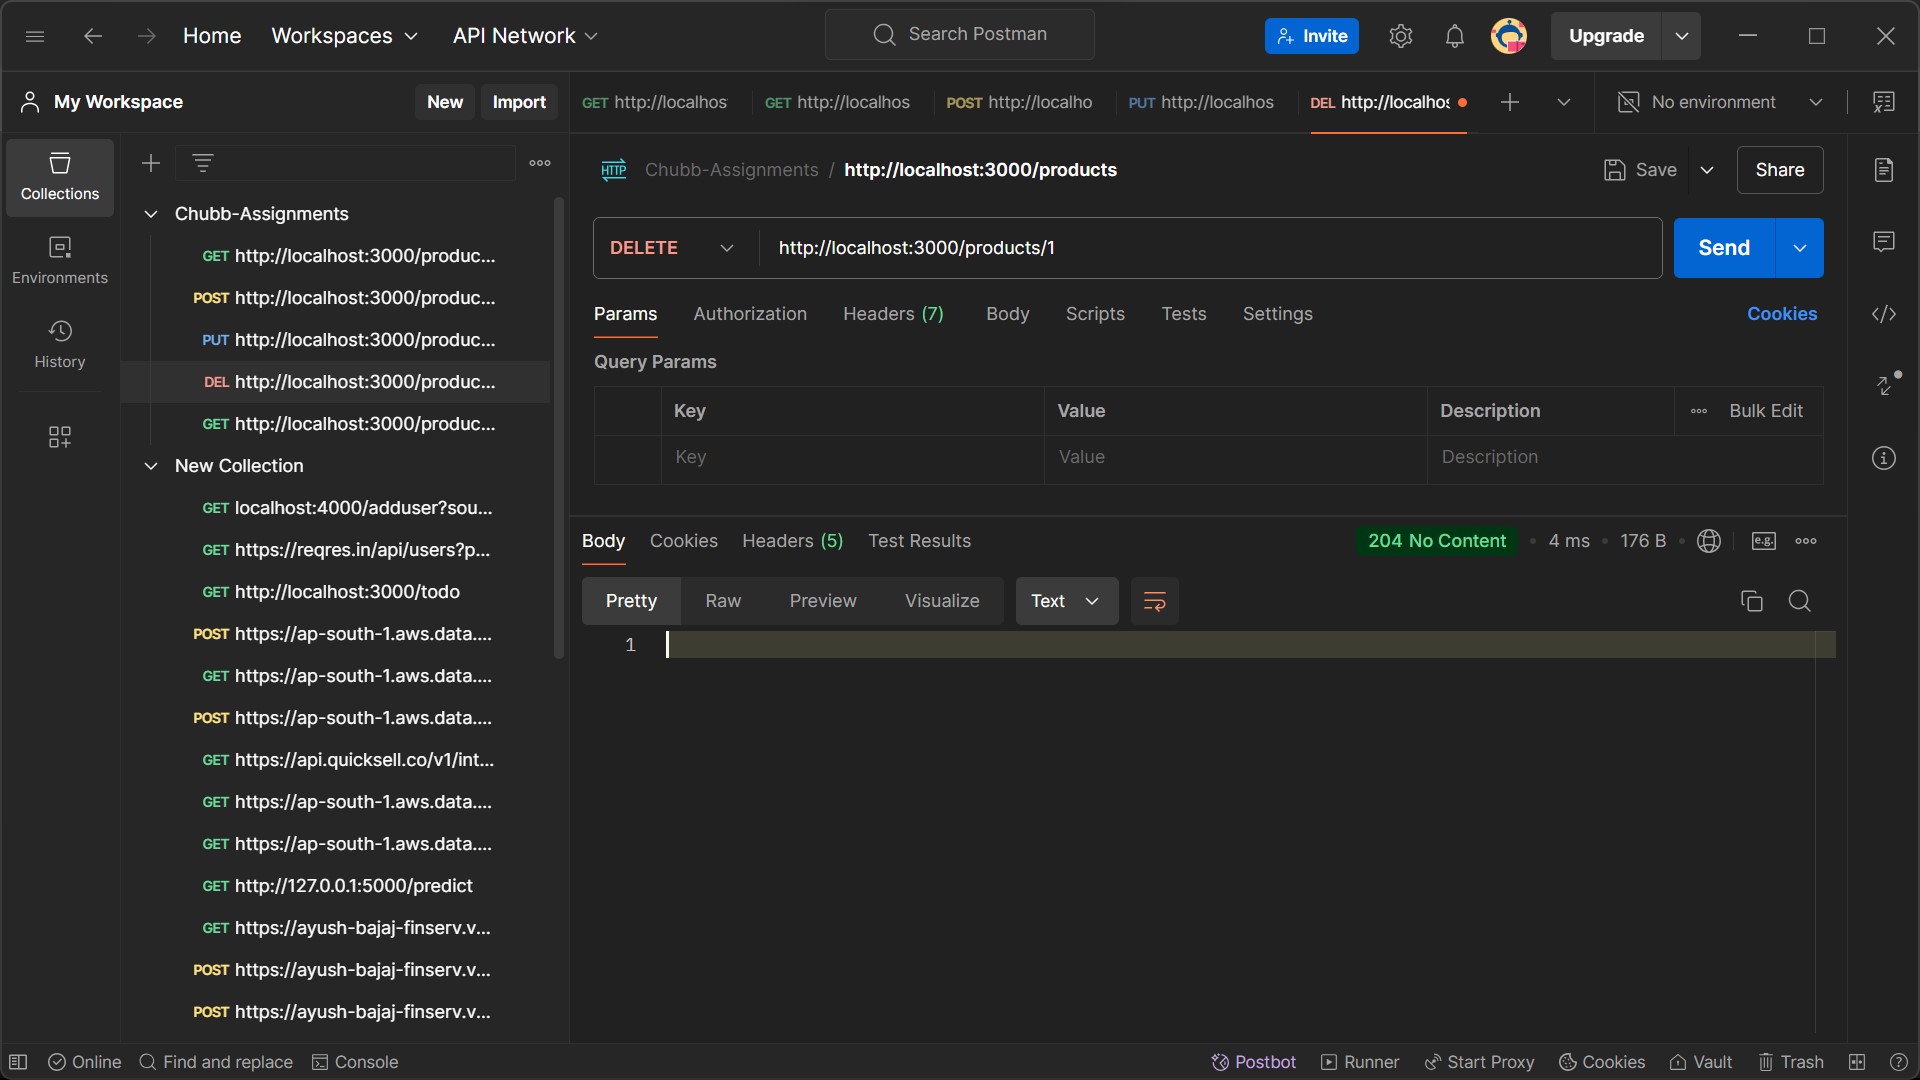 Home Workspaces API Network Search Postman Invite Upgrade
My Workspace New Import GET http://localhos GET http://localhos POST http://localho PUT http://localhos DEL http://localhos No environment
Collections
Environments
History
Chubb-Assignments
GET http://localhost:3000/produc...
POST http://localhost:3000/produc...
PUT http://localhost:3000/produc...
DEL http://localhost:3000/produc...
GET http://localhost:3000/produc...
New Collection
GET localhost:4000/adduser?sou...
GET https://reqres.in/api/users?p...
GET http://localhost:3000/todo
POST https://ap-south-1.aws.data....
GET https://ap-south-1.aws.data....
POST https://ap-south-1.aws.data....
GET https://api.quicksell.co/v1/int...
GET https://ap-south-1.aws.data....
GET https://ap-south-1.aws.data....
GET http://127.0.0.1:5000/predict
GET https://ayush-bajaj-finserv.v...
POST https://ayush-bajaj-finserv.v...
POST https://ayush-bajaj-finserv.v...
HTTP Chubb-Assignments / http://localhost:3000/products Save Share
DELETE http://localhost:3000/products/1 Send
Params Authorization Headers (7) Body Scripts Tests Settings Cookies
Query Params
Key Value Description Bulk Edit
Key Value Description
Body Cookies Headers (5) Test Results 204 No Content 4 ms 176 B e.g.
Pretty Raw Preview Visualize Text
1
Online Find and replace Console Postbot Runner Start Proxy Cookies Vault Trash